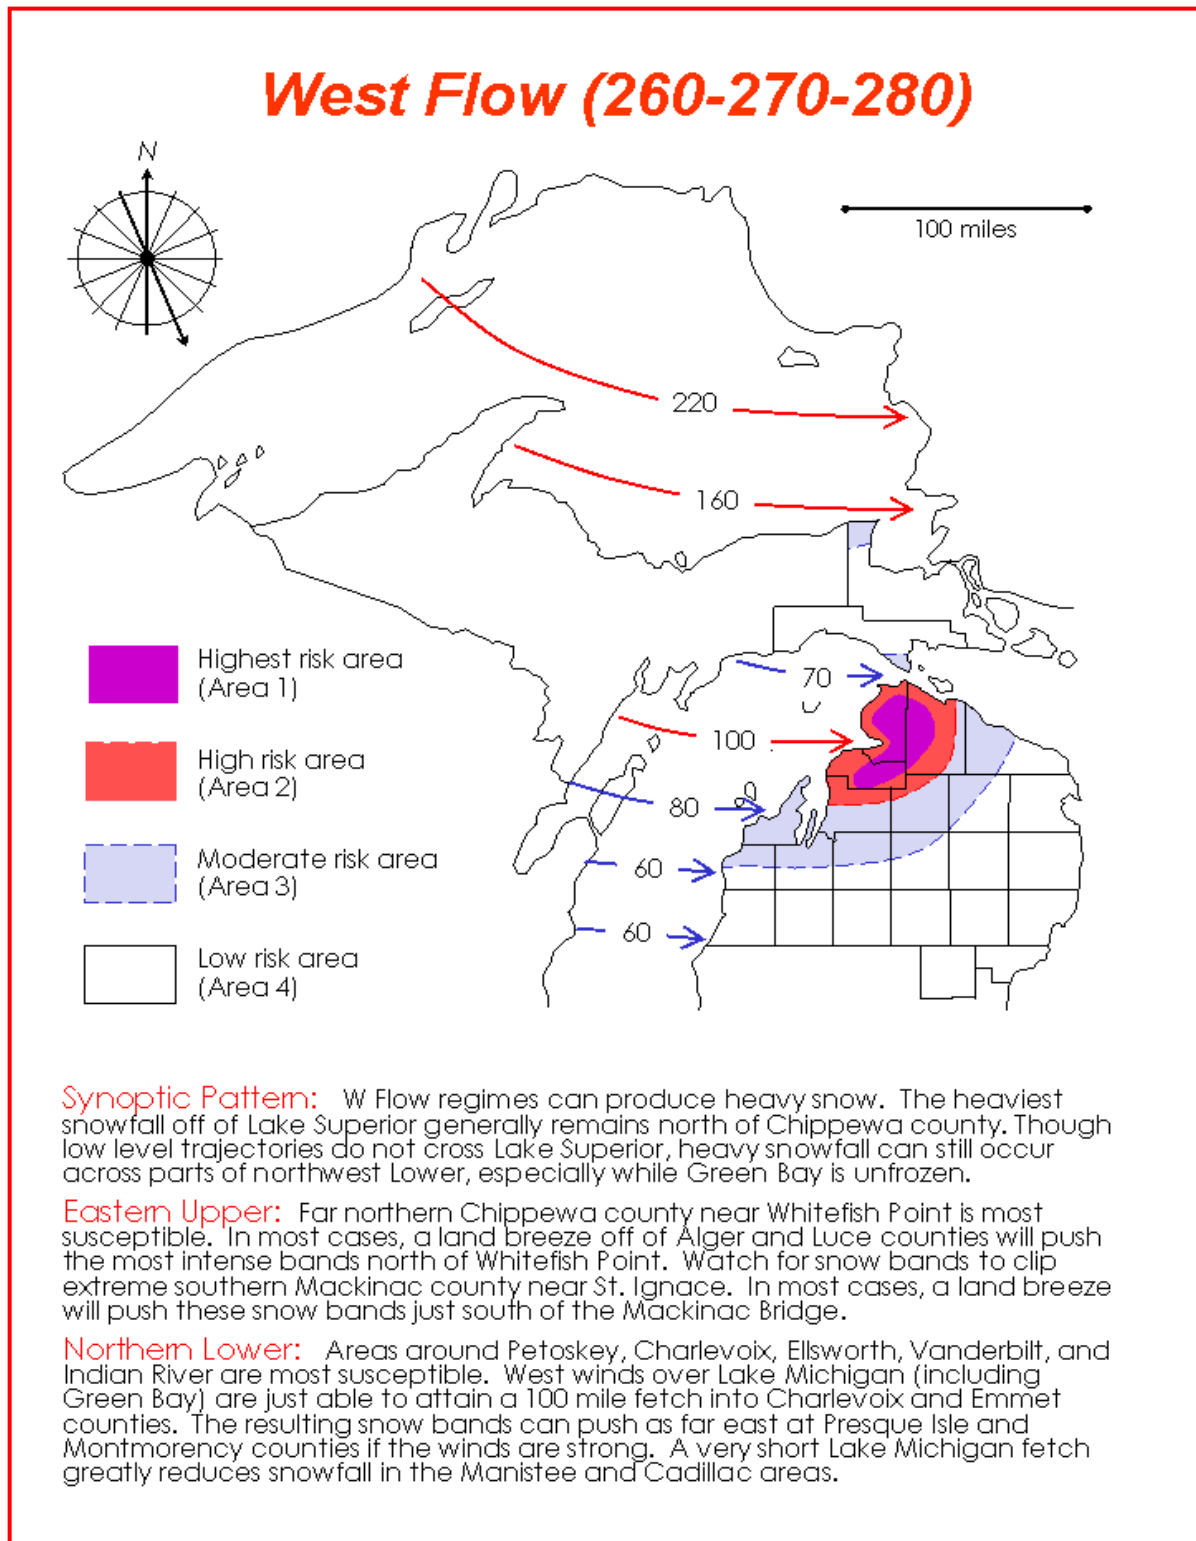 West Flow (260-270-280)
N
100 miles
220
160
Highest risk area
(Area 1)
70
100
High risk area
(Area 2)
80
Moderate risk area
(Area 3)
60
60
Low risk area
(Area 4)
Synoptic Pattern: W Flow regimes can produce heavy snow. The heaviest
snowfall off of Lake Superior generally remains north of Chippewa county. Though
low level trajectories do not cross Lake Superior, heavy snowfall can still occur
across parts of northwest Lower, especially while Green Bay is unfrozen.
Eastern Upper: Far northern Chippewa county near Whitefish Point is most
susceptible. In most cases, a land breeze off of Alger and Luce counties will push
the most intense bands north of Whitefish Point. Watch for snow bands to clip
extreme southern Mackinac county near St. Ignace. In most cases, a land breeze
will push these snow bands just south of the Mackinac Bridge.
Northern Lower: Areas around Petoskey, Charlevoix, Ellsworth, Vanderbilt, and
Indian River are most susceptible. West winds over Lake Michigan (including
Green Bay) are just able to attain a 100 mile fetch into Charlevoix and Emmet
counties. The resulting snow bands can push as far east at Presque Isle and
Montmorency counties if the winds are strong. A very short Lake Michigan fetch
greatly reduces snowfall in the Manistee and Cadillac areas.